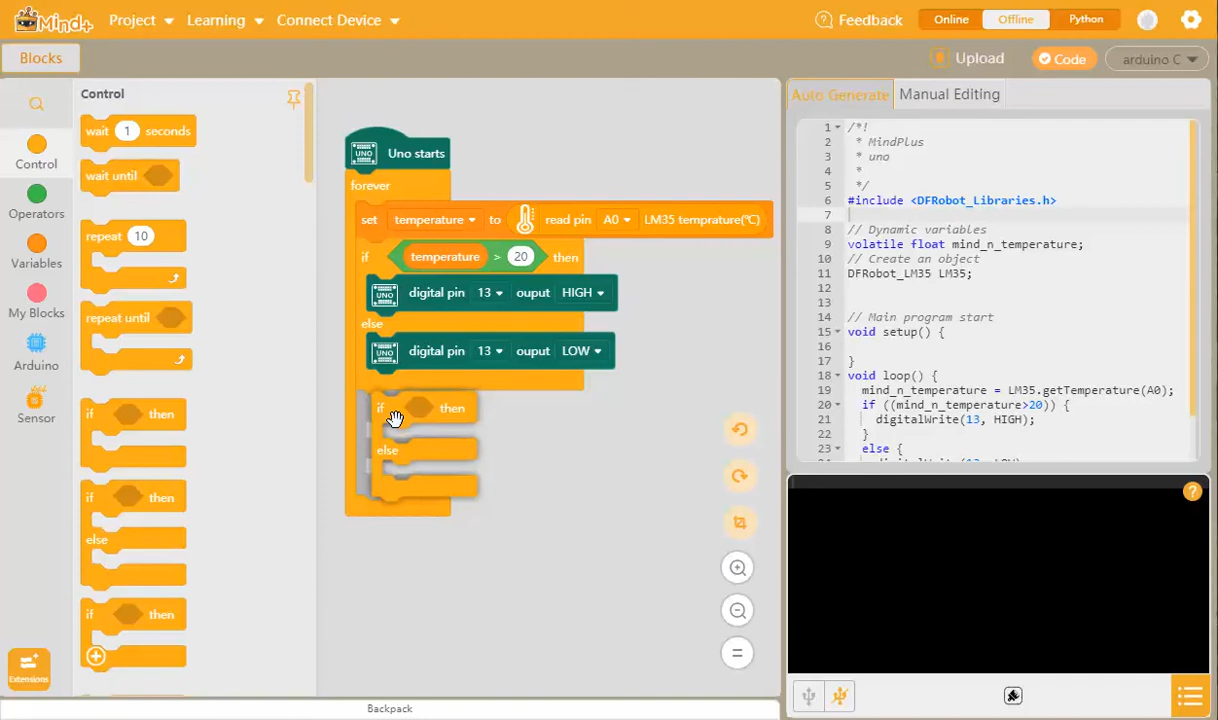 Mind+
Project
Learning
Connect Device
Feedback
Online
Offline
Python
Blocks
Upload
Code
arduino C
Control
Operators
Variables
My Blocks
Arduino
Sensor
Extensions
Control
wait 1 seconds
wait until
repeat 10
repeat until
if then
if then
else
if then
Uno starts
forever
set temperature to read pin A0 LM35 temprature(℃)
if temperature > 20 then
UNO digital pin 13 ouput HIGH
else
UNO digital pin 13 ouput LOW
if then
else
Backpack
Auto Generate
Manual Editing
1 /*!
2 * MindPlus
3 * uno
4 *
5 */
6 #include <DFRobot_Libraries.h>
7
8 // Dynamic variables
9 volatile float mind_n_temperature;
10 // Create an object
11 DFRobot_LM35 LM35;
12
13
14 // Main program start
15 void setup() {
16
17 }
18 void loop() {
19 mind_n_temperature = LM35.getTemperature(A0);
20 if ((mind_n_temperature>20)) {
21 digitalWrite(13, HIGH);
22 }
23 else {